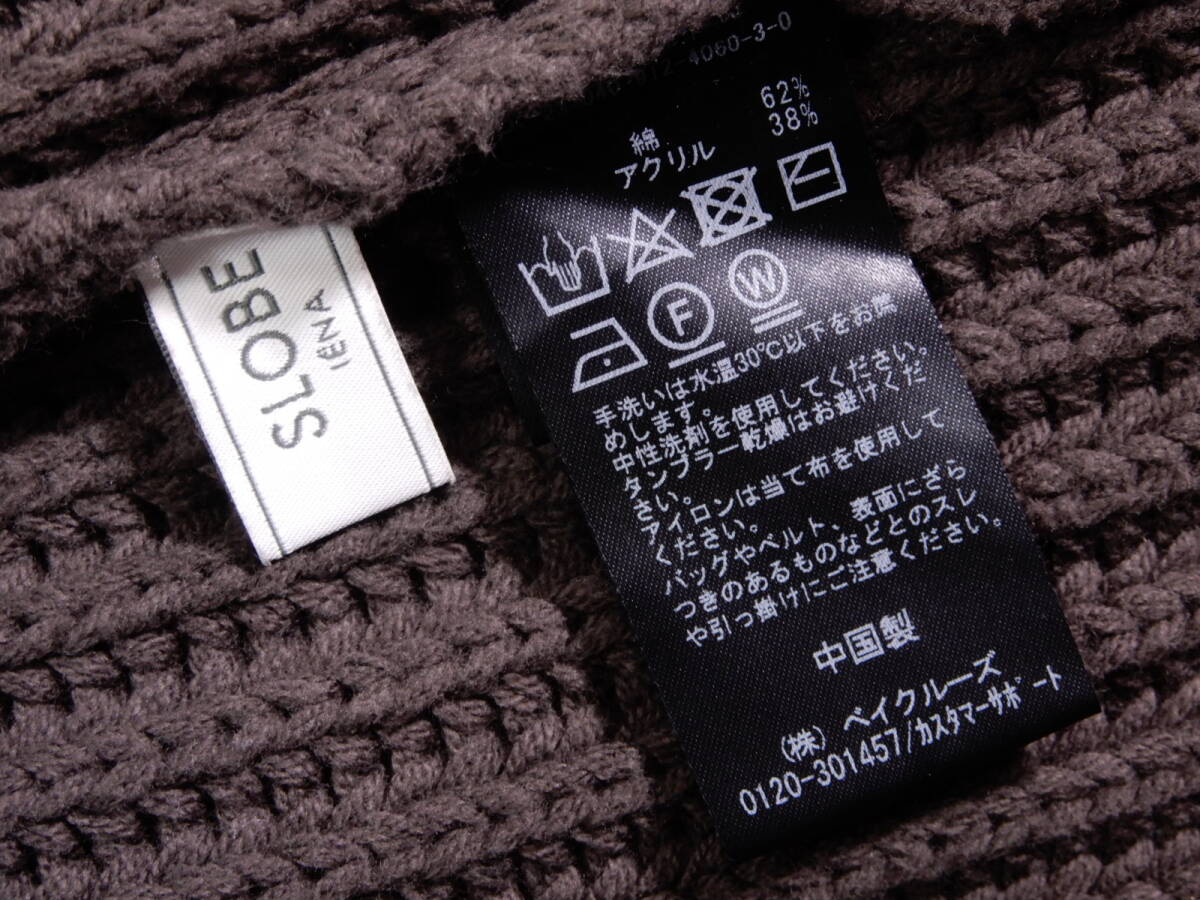 SLOBE
IENA
12-4060-3-0
綿 62%
アクリル 38%
F
W
手洗いは水温30℃以下をお薦
めします。
中性洗剤を使用してください。
タンブラー乾燥はお避けくだ
さい。
アイロンは当て布を使用して
ください。
バッグやベルト、表面にざら
つきのあるものなどとのスレ
や引っ掛けにご注意ください。
中国製
(株) ベイクルーズ
0120-301457/カスタマーサポート